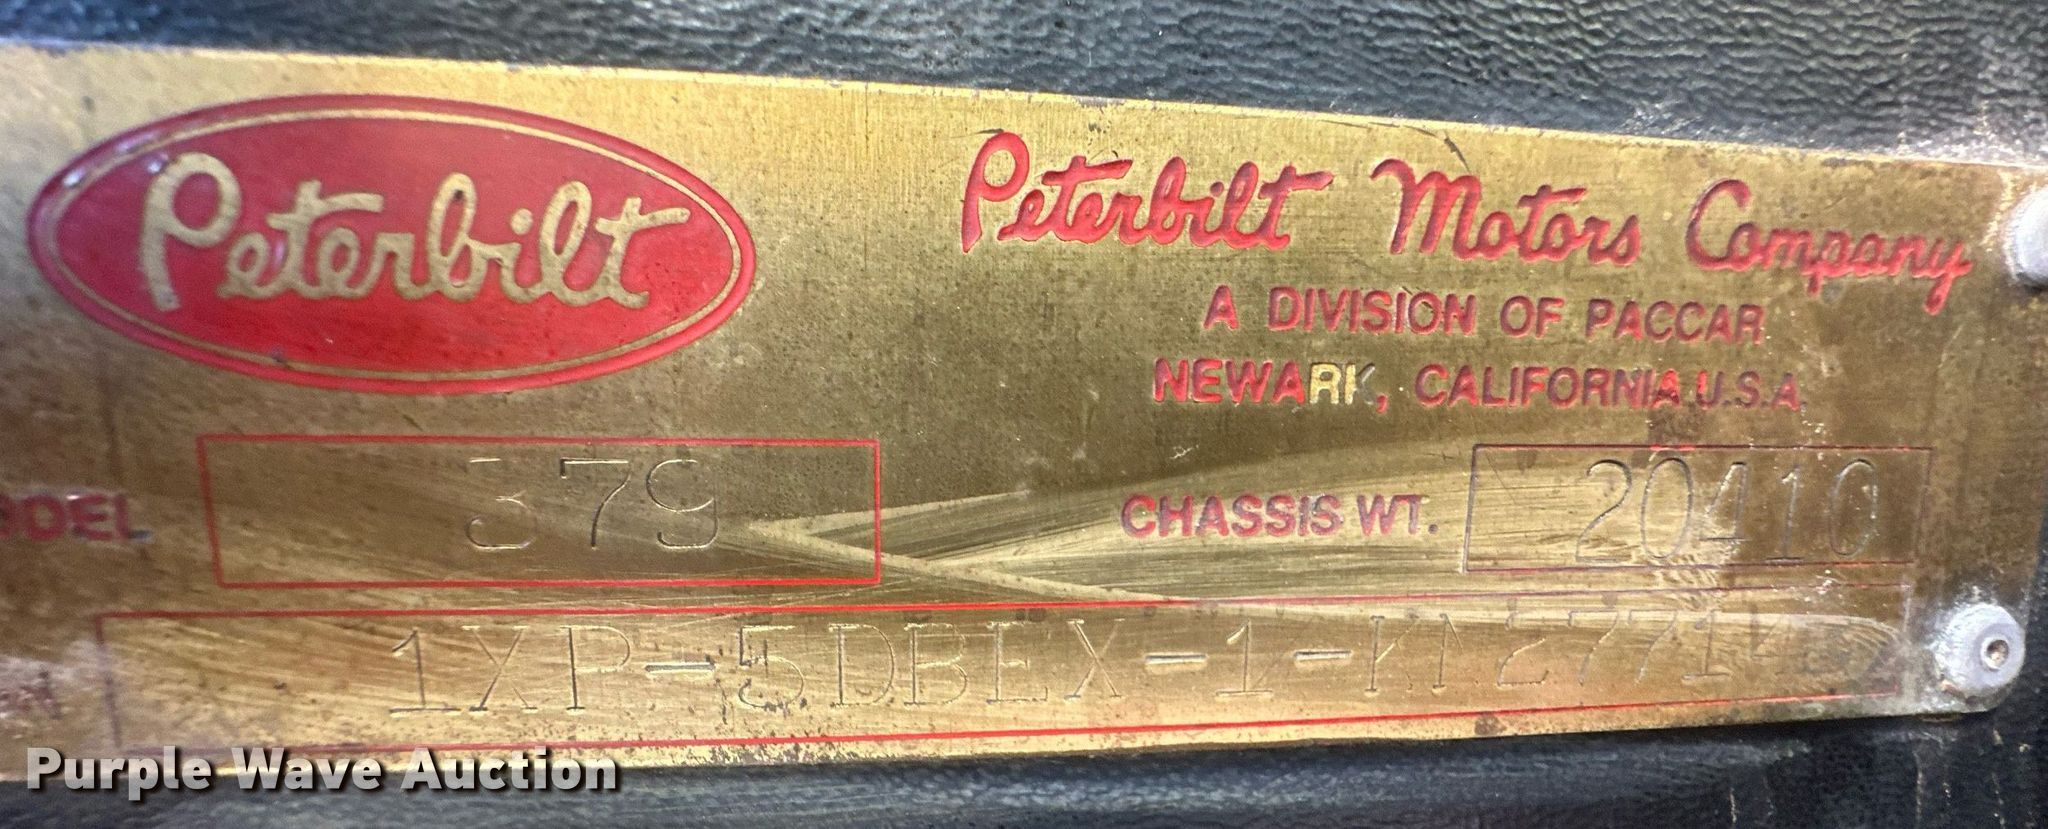 Peterbilt
Peterbilt Motors Company
A DIVISION OF PACCAR
NEWARK, CALIFORNIA U.S.A.
ODEL 379 CHASSIS WT. 20410
1XP-5DBEX-1-KN277142
Purple Wave Auction